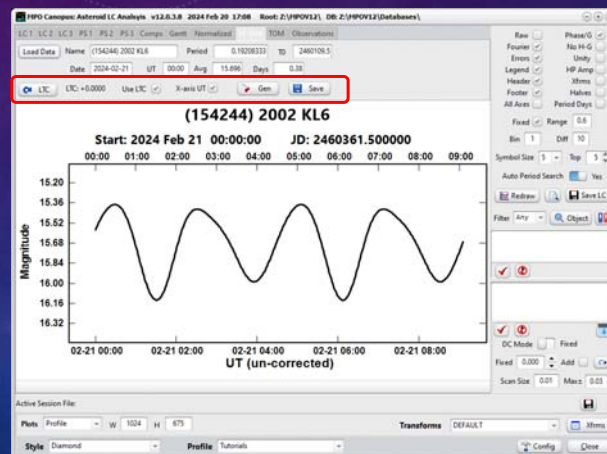 MPO Canopus: Asteroid LC Analysis v12.0.3.0 2024 Feb 20 17:08 Root: Z:\MPOV12\ DB: Z:\MPOV12\Databases\
LC 1 LC 2 LC 3 PS 1 PS 2 PS 3 Comps Gantt Normalized TOM Observations
Load Data Name (154244) 2002 KL6 Period 0.19208333 T0 2460109.5
Date 2024-02-21 UT 00:00 Avg 15.696 Days 0.38
LTC LTC: +0.0000 Use LTC X-axis UT Gen Save
(154244) 2002 KL6
Start: 2024 Feb 21 00:00:00 JD: 2460361.500000
00:00 01:00 02:00 03:00 04:00 05:00 06:00 07:00 08:00 09:00
Magnitude
15.20
15.36
15.52
15.68
15.84
16.00
16.16
16.32
02-21 00:00 02-21 02:00 02-21 04:00 02-21 06:00 02-21 08:00
UT (un-corrected)
Raw Phase/G
Fourier No H-G
Errors Unity
Legend HP Amp
Header Xfrms
Footer Halves
All Axes Period Days
Fixed Range 0.6
Bin 1 Diff 10
Symbol Size 5 Top 5
Auto Period Search Yes
Redraw Save LC
Filter Any Object
DC Mode Fixed
Fixed 0.000 Add
Scan Size 0.01 Max± 0.03
Active Session File:
Plots Profile W 1024 H 675 Transforms DEFAULT Xfrms
Style Diamond Profile Tutorials Config Close